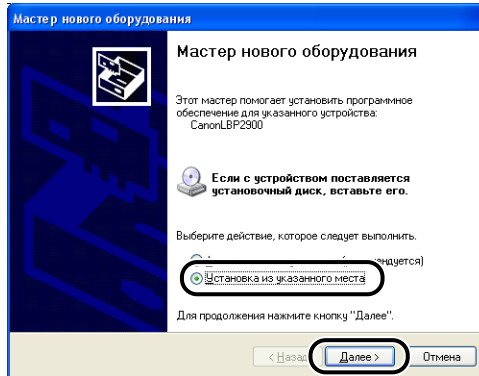 Мастер нового оборудования
Мастер нового оборудования
Этот мастер помогает установить программное
обеспечение для указанного устройства:
CanonLBP2900
Если с устройством поставляется
установочный диск, вставьте его.
Выберите действие, которое следует выполнить.
Установка из указанного места
Для продолжения нажмите кнопку "Далее".
< Назад
Далее >
Отмена